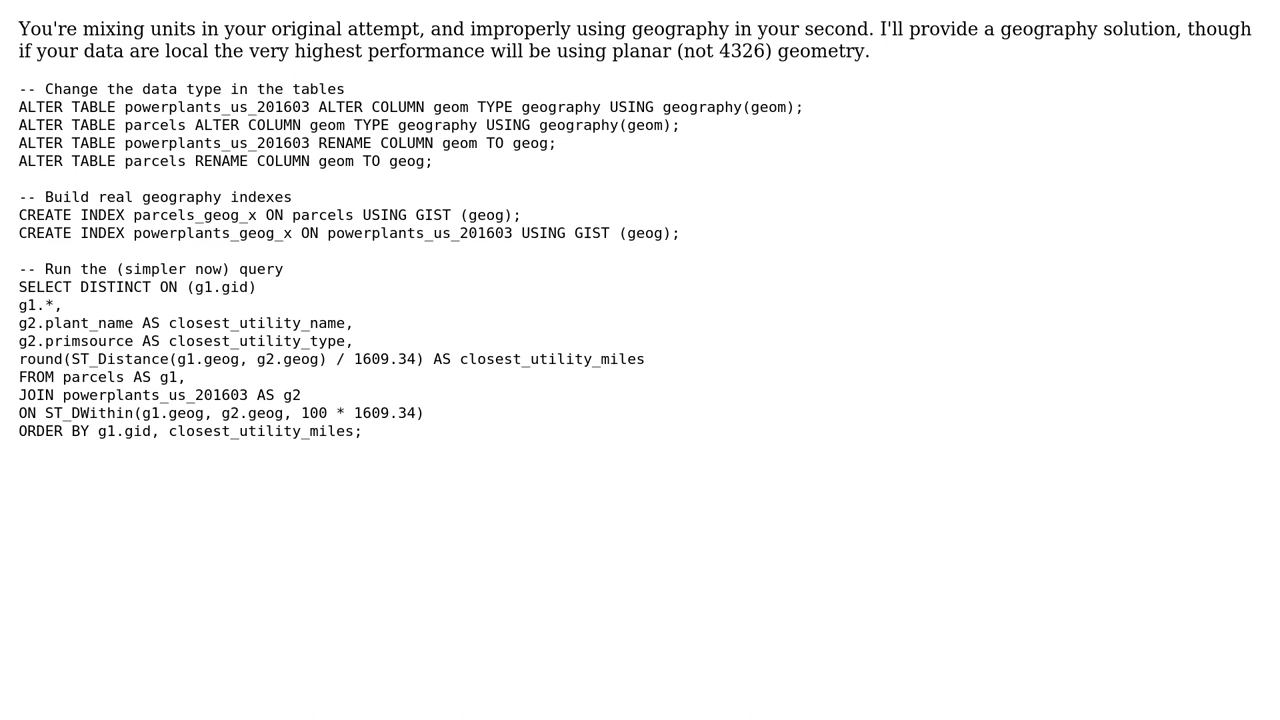 You're mixing units in your original attempt, and improperly using geography in your second. I'll provide a geography solution, though
if your data are local the very highest performance will be using planar (not 4326) geometry.
-- Change the data type in the tables
ALTER TABLE powerplants_us_201603 ALTER COLUMN geom TYPE geography USING geography(geom);
ALTER TABLE parcels ALTER COLUMN geom TYPE geography USING geography(geom);
ALTER TABLE powerplants_us_201603 RENAME COLUMN geom TO geog;
ALTER TABLE parcels RENAME COLUMN geom TO geog;
-- Build real geography indexes
CREATE INDEX parcels_geog_x ON parcels USING GIST (geog);
CREATE INDEX powerplants_geog_x ON powerplants_us_201603 USING GIST (geog);
-- Run the (simpler now) query
SELECT DISTINCT ON (g1.gid)
g1.*,
g2.plant_name AS closest_utility_name,
g2.primsource AS closest_utility_type,
round(ST_Distance(g1.geog, g2.geog) / 1609.34) AS closest_utility_miles
FROM parcels AS g1,
JOIN powerplants_us_201603 AS g2
ON ST_DWithin(g1.geog, g2.geog, 100 * 1609.34)
ORDER BY g1.gid, closest_utility_miles;